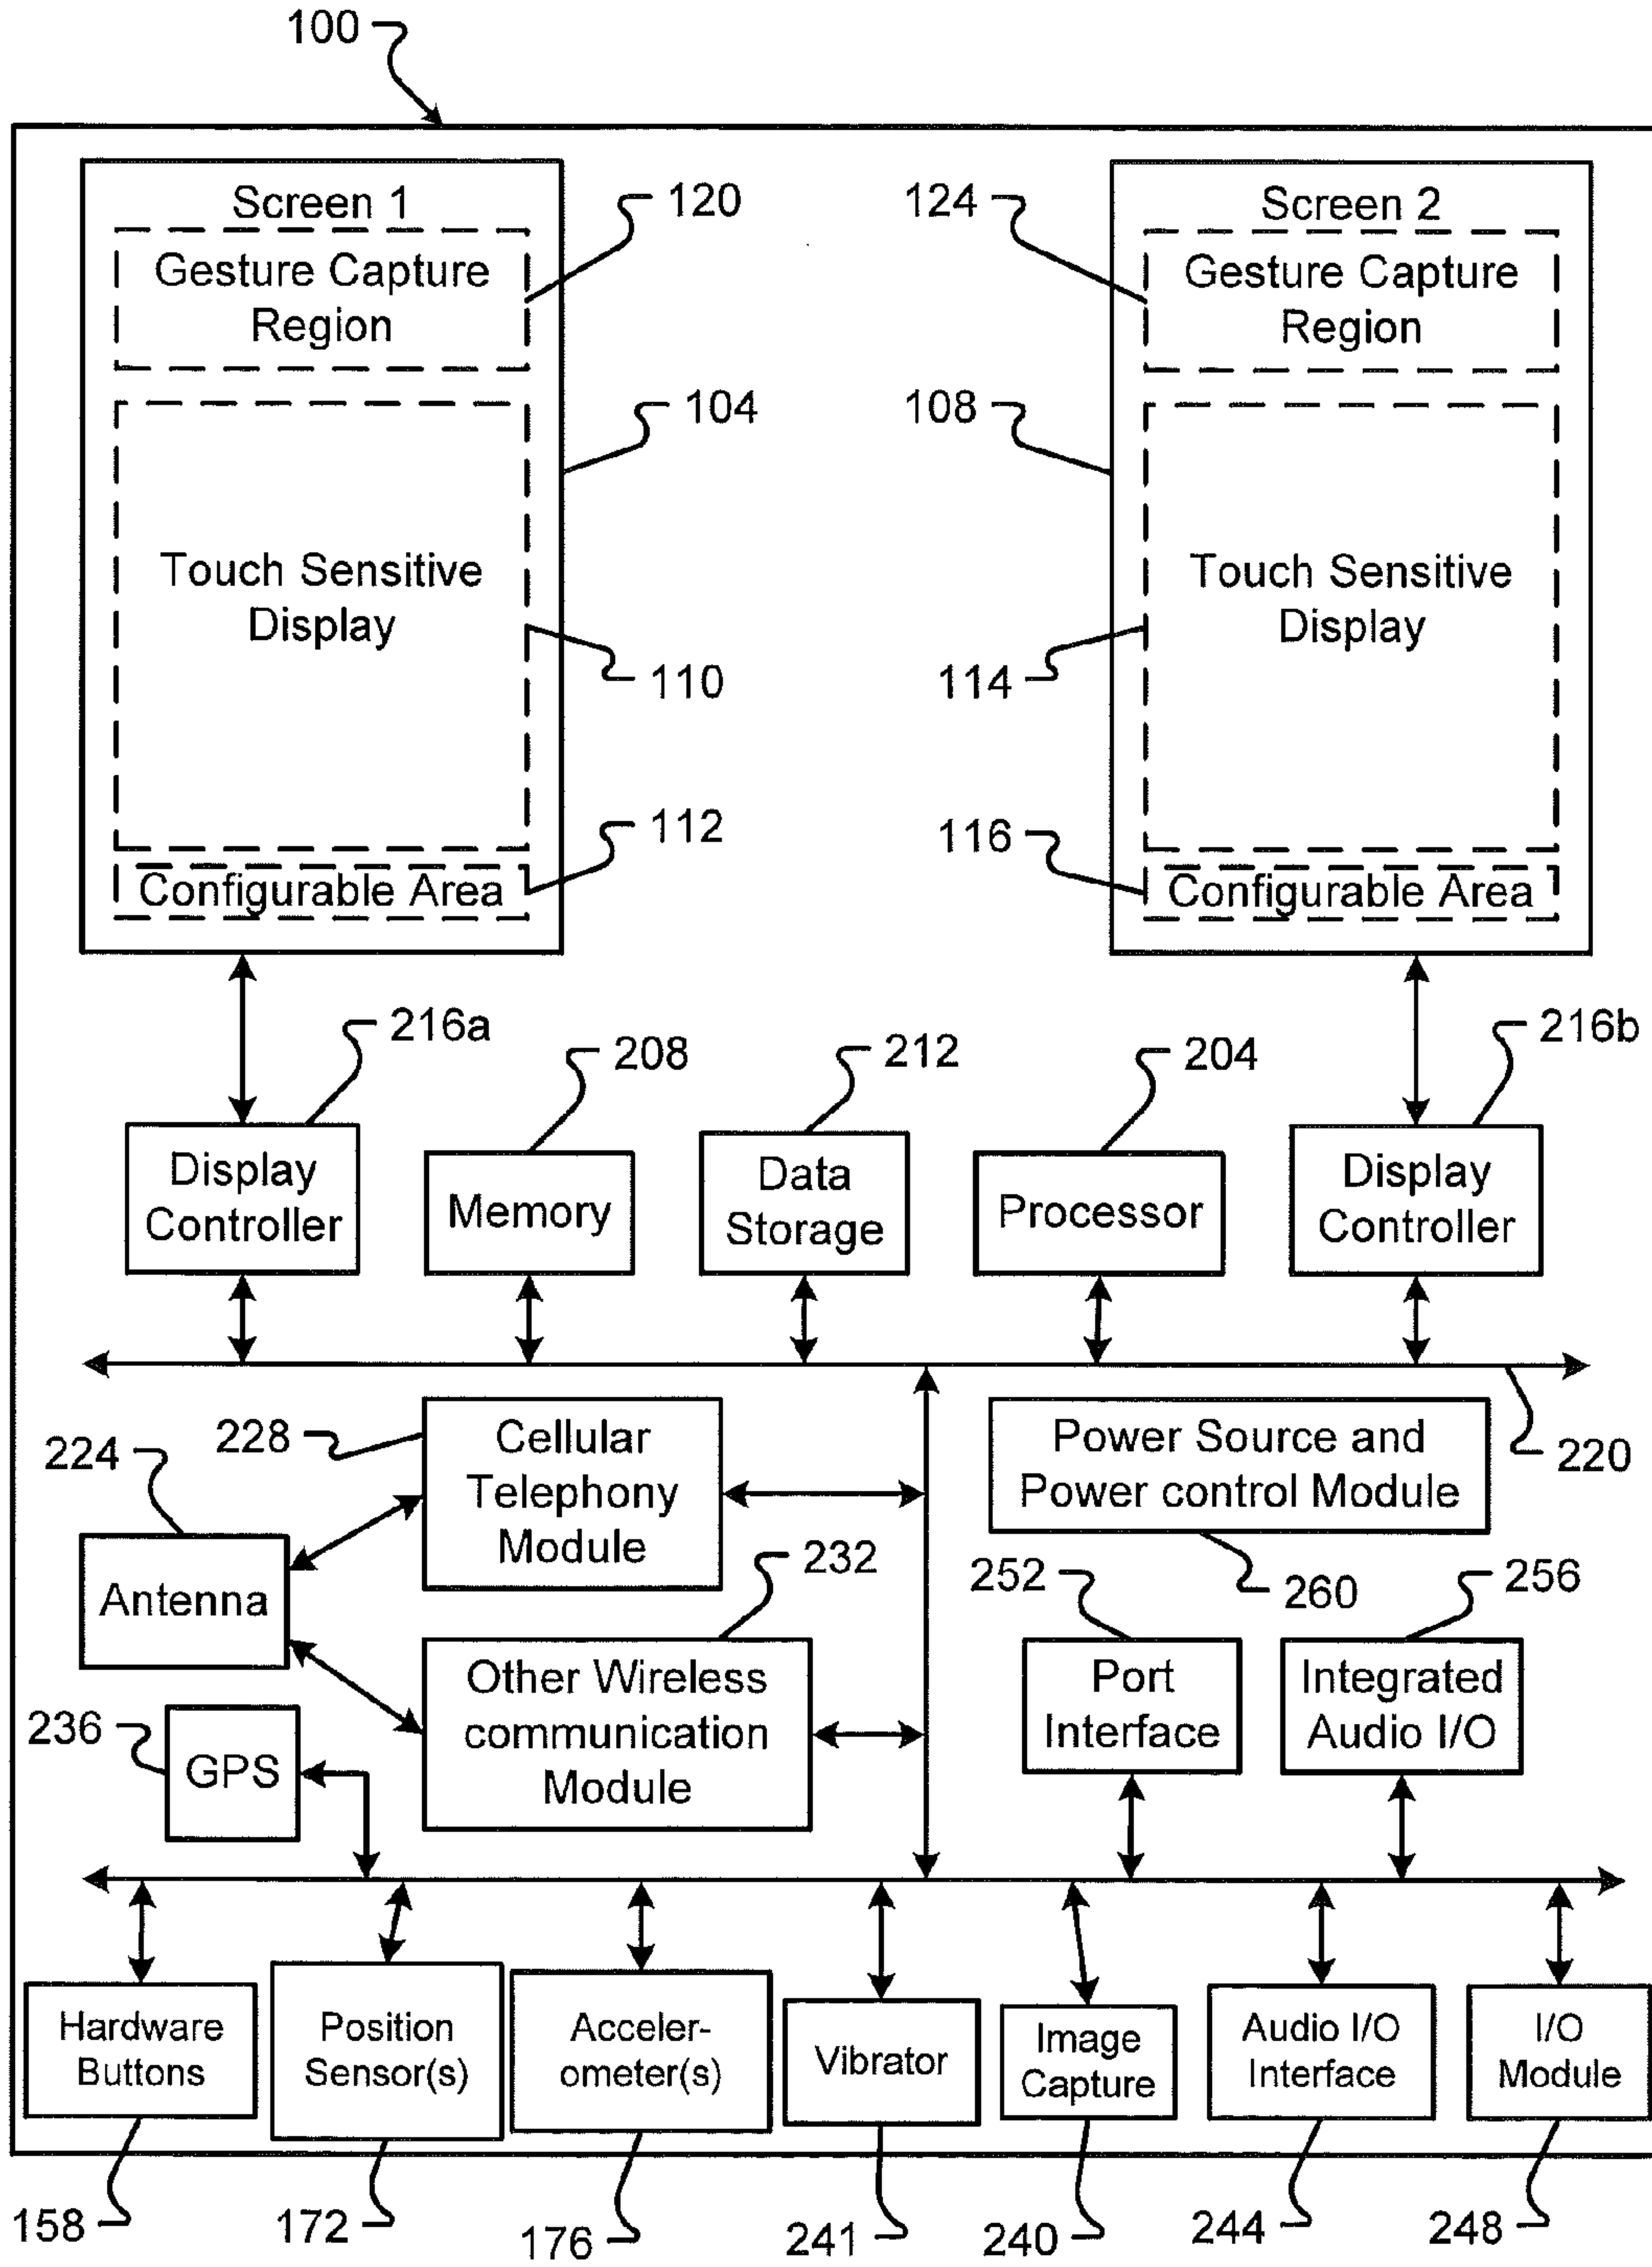 100
Screen 1
Gesture Capture
Region
120
Touch Sensitive
Display
104
110
112
Configurable Area
Screen 2
124
Gesture Capture
Region
108
Touch Sensitive
Display
114
116
Configurable Area
216a
208
212
204
216b
Display
Controller
Memory
Data
Storage
Processor
Display
Controller
220
224
228
Cellular
Telephony
Module
Power Source and
Power control Module
260
Antenna
232
Other Wireless
communication
Module
252
Port
Interface
256
Integrated
Audio I/O
236
GPS
Hardware
Buttons
Position
Sensor(s)
Acceler-
ometer(s)
Vibrator
Image
Capture
Audio I/O
Interface
I/O
Module
158
172
176
241
240
244
248